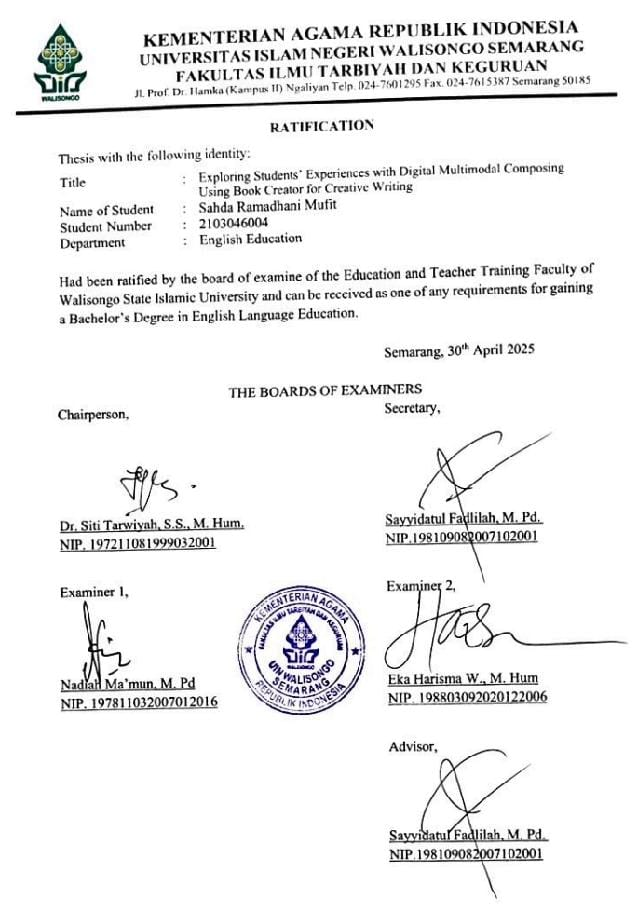 WALISONGO
KEMENTERIAN AGAMA REPUBLIK INDONESIA
UNIVERSITAS ISLAM NEGERI WALISONGO SEMARANG
FAKULTAS ILMU TARBIYAH DAN KEGURUAN
Jl. Prof. Dr. Hamka (Kampus II) Ngaliyan Telp. 024-7601295 Fax. 024-7615387 Semarang 50185
RATIFICATION
Thesis with the following identity:
Title : Exploring Students' Experiences with Digital Multimodal Composing
Using Book Creator for Creative Writing
Name of Student : Sahda Ramadhani Mufit
Student Number : 2103046004
Department : English Education
Had been ratified by the board of examine of the Education and Teacher Training Faculty of
Walisongo State Islamic University and can be received as one of any requirements for gaining
a Bachelor's Degree in English Language Education.
Semarang, 30th April 2025
THE BOARDS OF EXAMINERS
Chairperson,
Secretary,
Dr. Siti Tarwiyah, S.S., M. Hum.
NIP. 197211081999032001
Sayyidatul Fadlilah, M. Pd.
NIP.198109082007102001
Examiner 1,
Examiner 2,
Nadiah Ma'mun, M. Pd
NIP. 197811032007012016
KEMENTERIAN AGAMA
FAKULTAS ILMU TARBIYAH DAN KEGURUAN
UIN WALISONGO
SEMARANG
REPUBLIK INDONESIA
Eka Harisma W., M. Hum
NIP. 198803092020122006
Advisor,
Sayyidatul Fadlilah, M. Pd.
NIP.198109082007102001